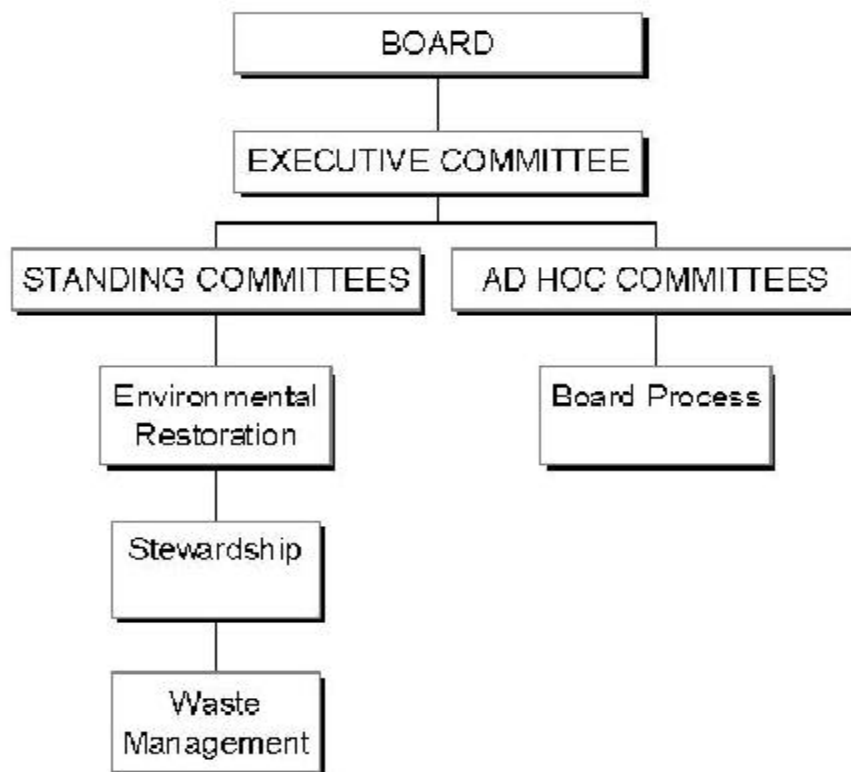 BOARD
EXECUTIVE COMMITTEE
STANDING COMMITTEES
AD HOC COMMITTEES
Environmental
Restoration
Board Process
Stewardship
Waste
Management